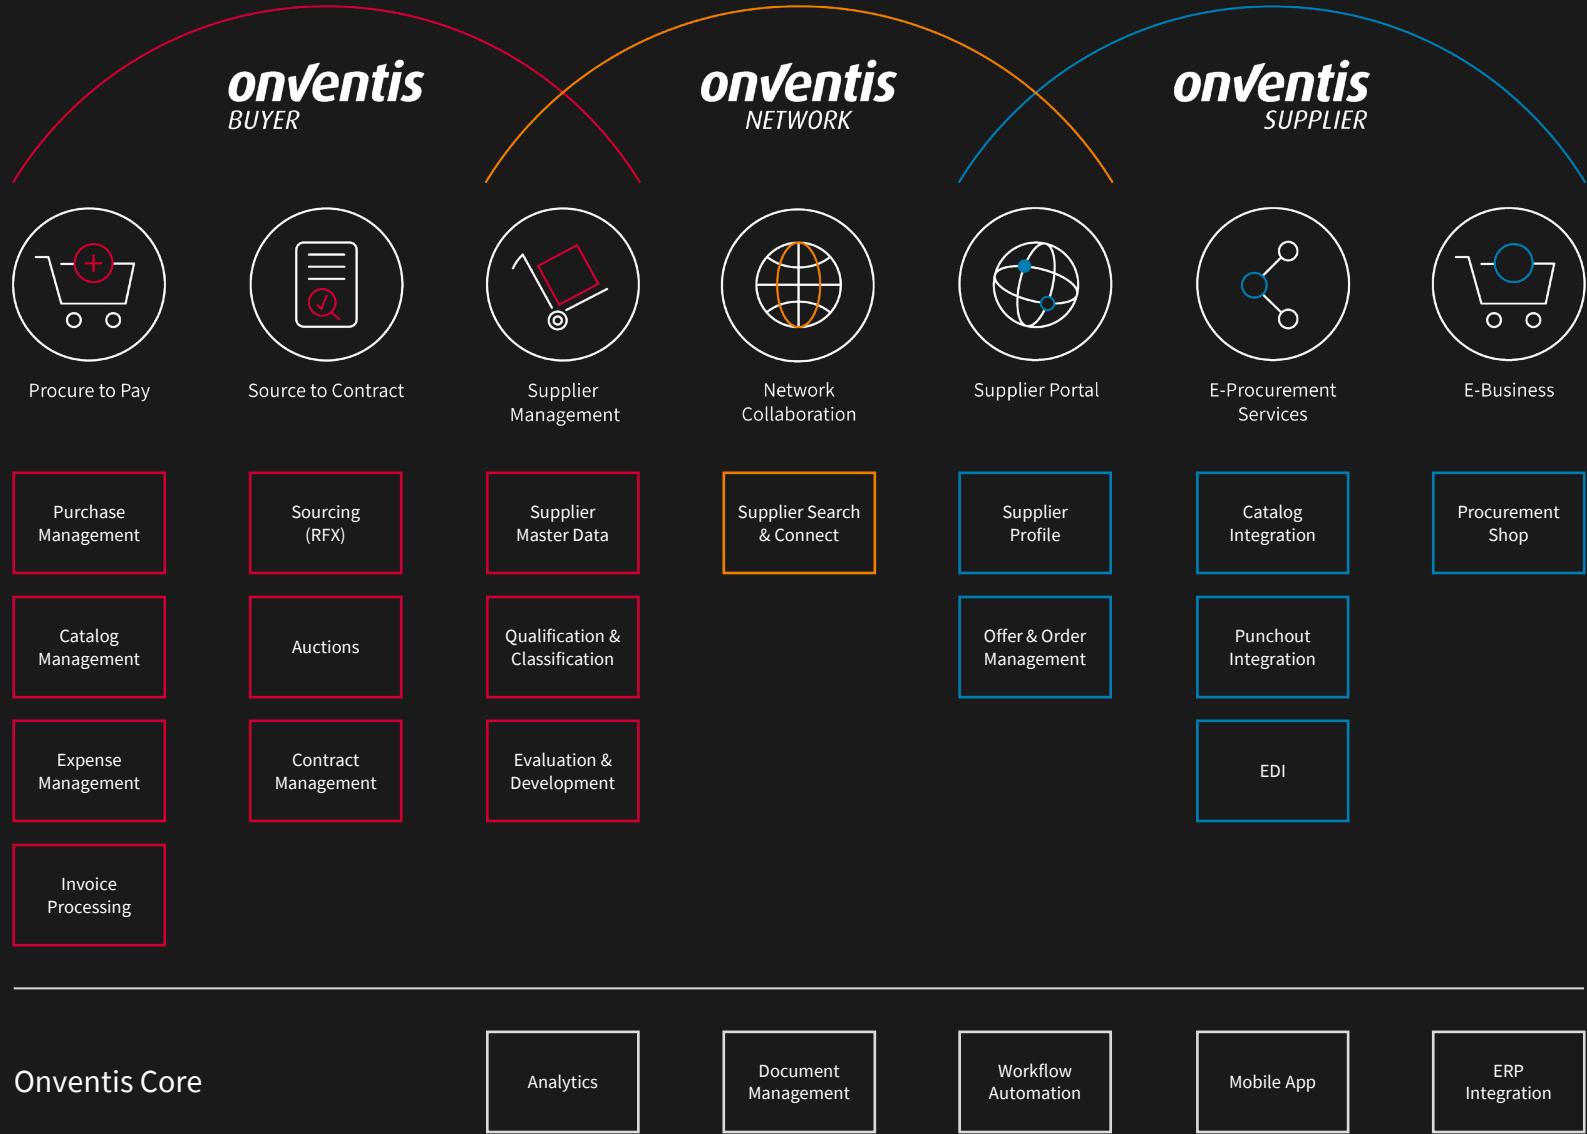 onventis
BUYER
onventis
NETWORK
onventis
SUPPLIER
Procure to Pay
Source to Contract
Supplier
Management
Network
Collaboration
Supplier Portal
E-Procurement
Services
E-Business
Purchase
Management
Sourcing
(RFX)
Supplier
Master Data
Supplier Search
& Connect
Supplier
Profile
Catalog
Integration
Procurement
Shop
Catalog
Management
Auctions
Qualification &
Classification
Offer & Order
Management
Punchout
Integration
Expense
Management
Contract
Management
Evaluation &
Development
EDI
Invoice
Processing
Onventis Core
Analytics
Document
Management
Workflow
Automation
Mobile App
ERP
Integration